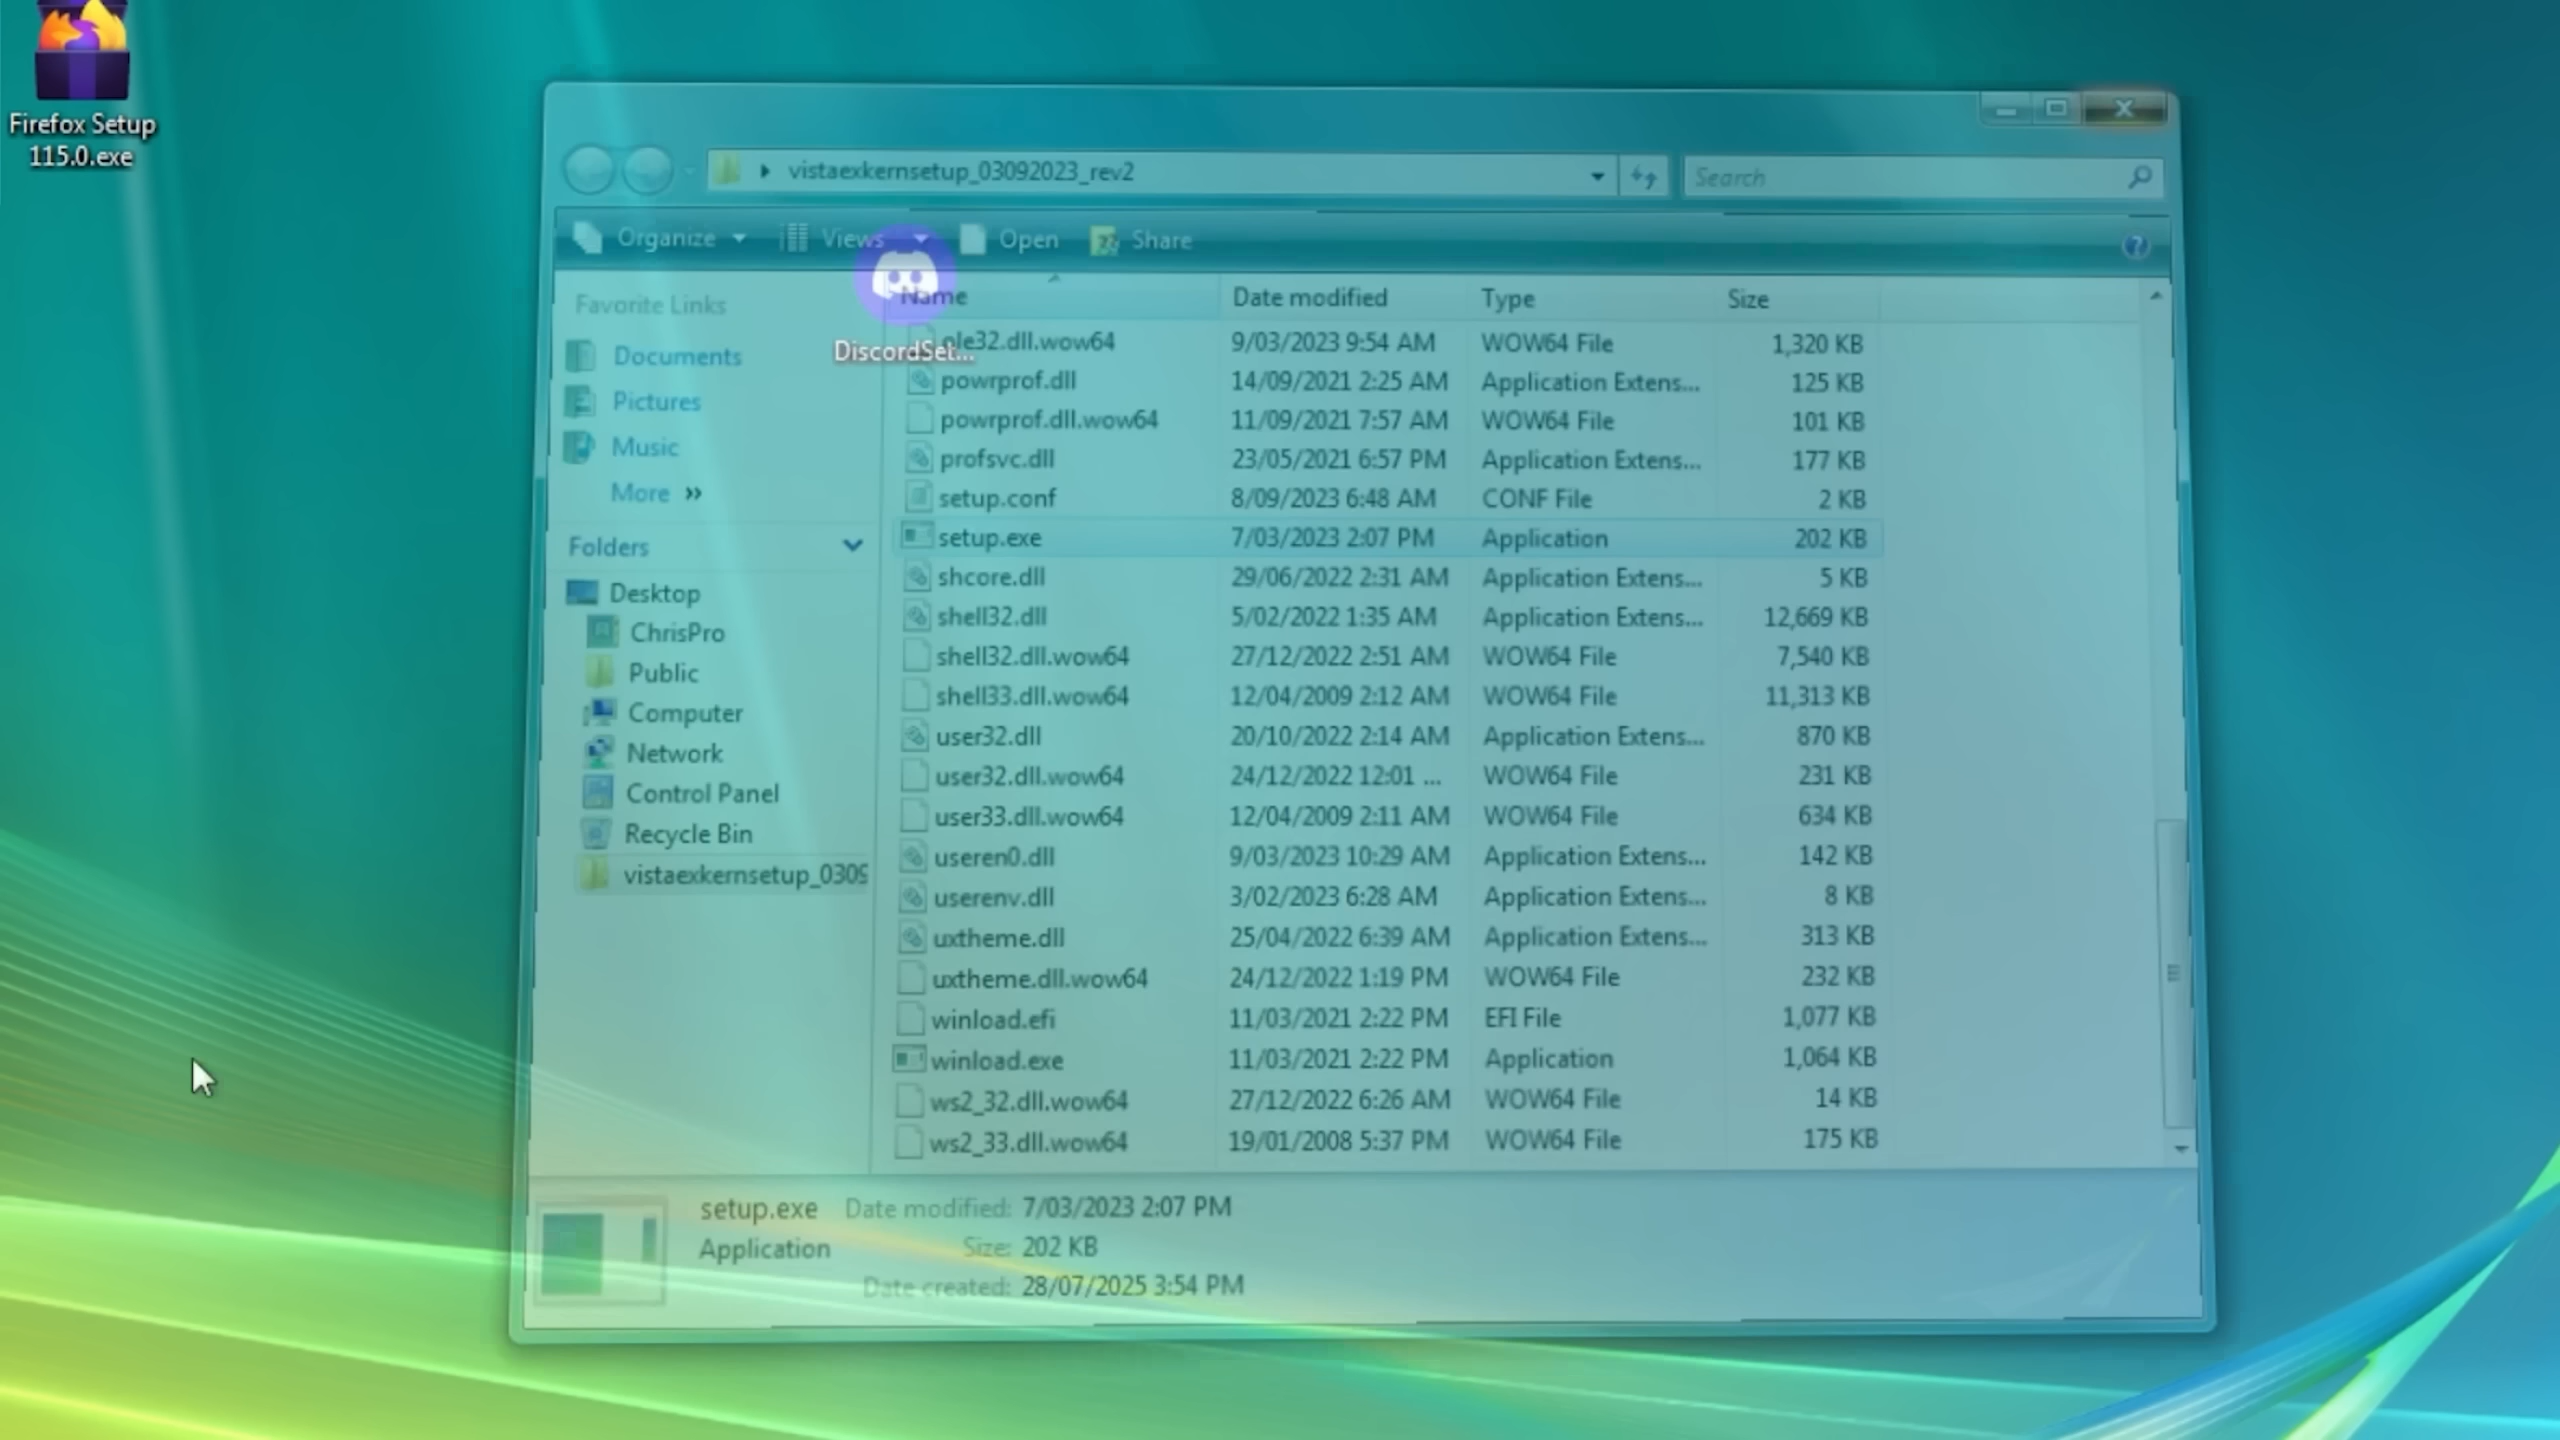 Firefox Setup
115.0.exe
vistaexkernsetup_03092023_rev2
Search
Organize Views Open Share
DiscordSet...
Favorite Links
Documents
Pictures
Music
More »
Folders
Desktop
ChrisPro
Public
Computer
Network
Control Panel
Recycle Bin
vistaexkernsetup_0309
Name Date modified Type Size
ole32.dll.wow64 9/03/2023 9:54 AM WOW64 File 1,320 KB
powrprof.dll 14/09/2021 2:25 AM Application Extens... 125 KB
powrprof.dll.wow64 11/09/2021 7:57 AM WOW64 File 101 KB
profsvc.dll 23/05/2021 6:57 PM Application Extens... 177 KB
setup.conf 8/09/2023 6:48 AM CONF File 2 KB
setup.exe 7/03/2023 2:07 PM Application 202 KB
shcore.dll 29/06/2022 2:31 AM Application Extens... 5 KB
shell32.dll 5/02/2022 1:35 AM Application Extens... 12,669 KB
shell32.dll.wow64 27/12/2022 2:51 AM WOW64 File 7,540 KB
shell33.dll.wow64 12/04/2009 2:12 AM WOW64 File 11,313 KB
user32.dll 20/10/2022 2:14 AM Application Extens... 870 KB
user32.dll.wow64 24/12/2022 12:01 ... WOW64 File 231 KB
user33.dll.wow64 12/04/2009 2:11 AM WOW64 File 634 KB
useren0.dll 9/03/2023 10:29 AM Application Extens... 142 KB
userenv.dll 3/02/2023 6:28 AM Application Extens... 8 KB
uxtheme.dll 25/04/2022 6:39 AM Application Extens... 313 KB
uxtheme.dll.wow64 24/12/2022 1:19 PM WOW64 File 232 KB
winload.efi 11/03/2021 2:22 PM EFI File 1,077 KB
winload.exe 11/03/2021 2:22 PM Application 1,064 KB
ws2_32.dll.wow64 27/12/2022 6:26 AM WOW64 File 14 KB
ws2_33.dll.wow64 19/01/2008 5:37 PM WOW64 File 175 KB
setup.exe Date modified: 7/03/2023 2:07 PM
Application Size: 202 KB
Date created: 28/07/2025 3:54 PM